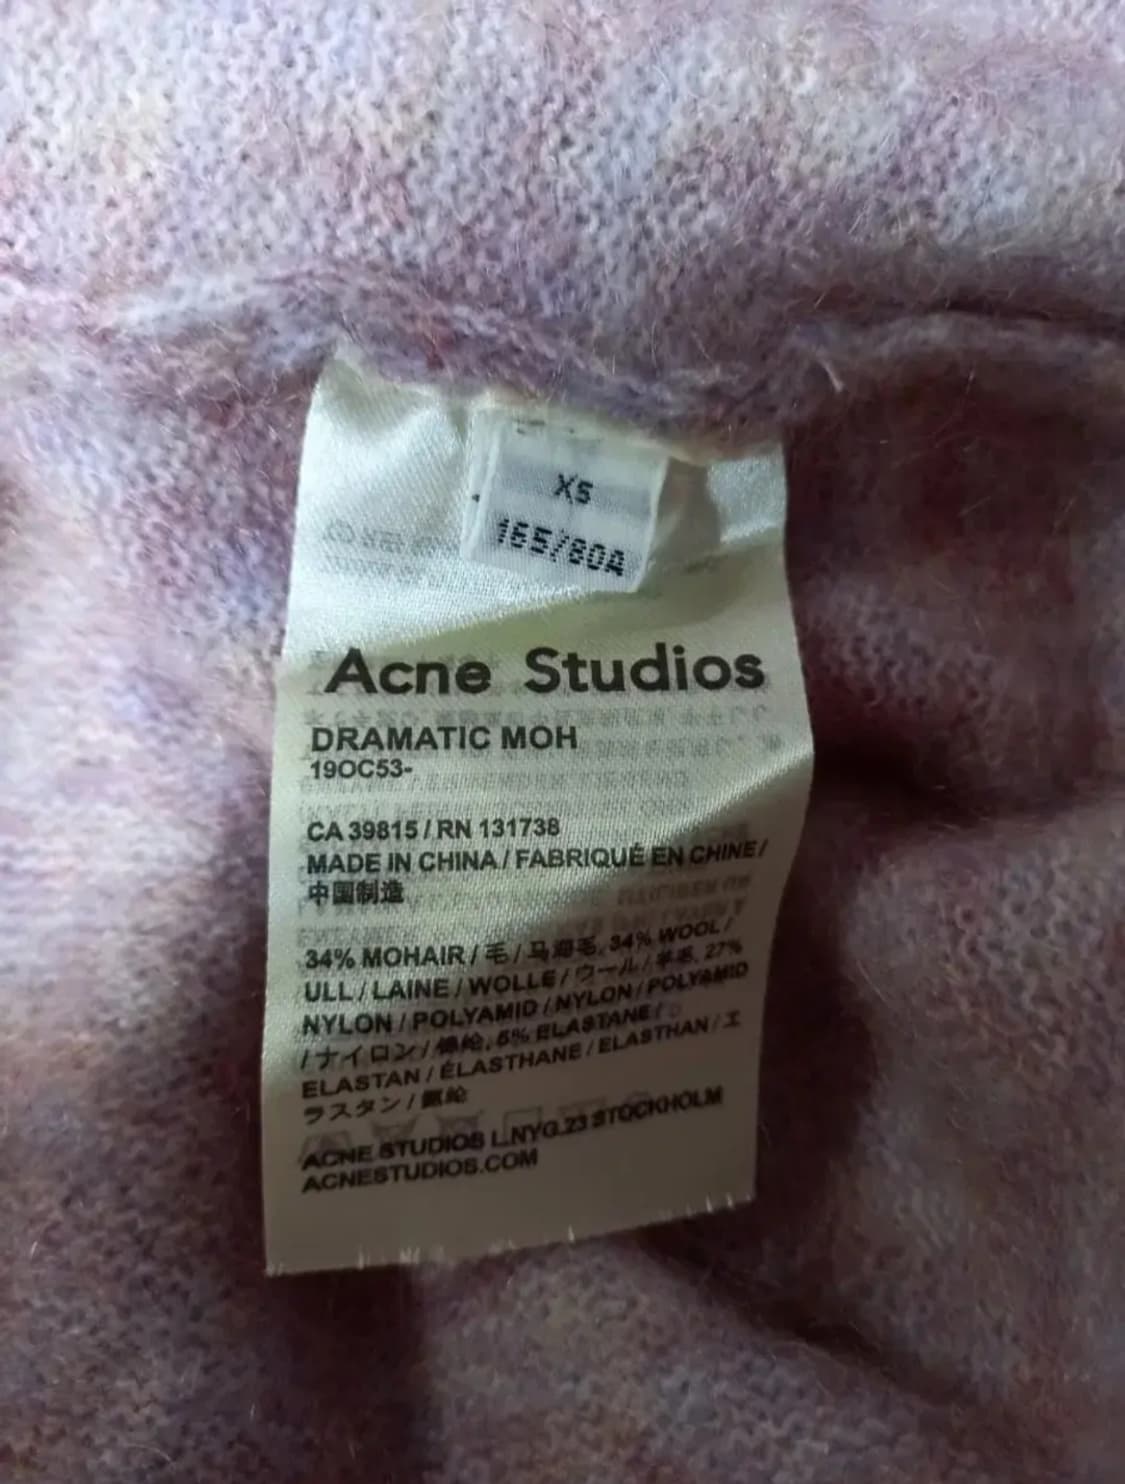 XS
165/80A
Acne Studios
DRAMATIC MOH
19OC53-
CA 39815 / RN 131738
MADE IN CHINA / FABRIQUÉ EN CHINE /
中国制造
34% MOHAIR / 毛 / 马海毛, 34% WOOL /
ULL / LAINE / WOLLE / ウール / 羊毛, 27%
NYLON / POLYAMID / NYLON / POLYAMID
/ ナイロン / 锦纶, 5% ELASTANE /
ELASTAN / ÉLASTHANE / ELASTHAN / エ
ラスタン / 氨纶
ACNE STUDIOS L.NYG.23 STOCKHOLM
ACNESTUDIOS.COM